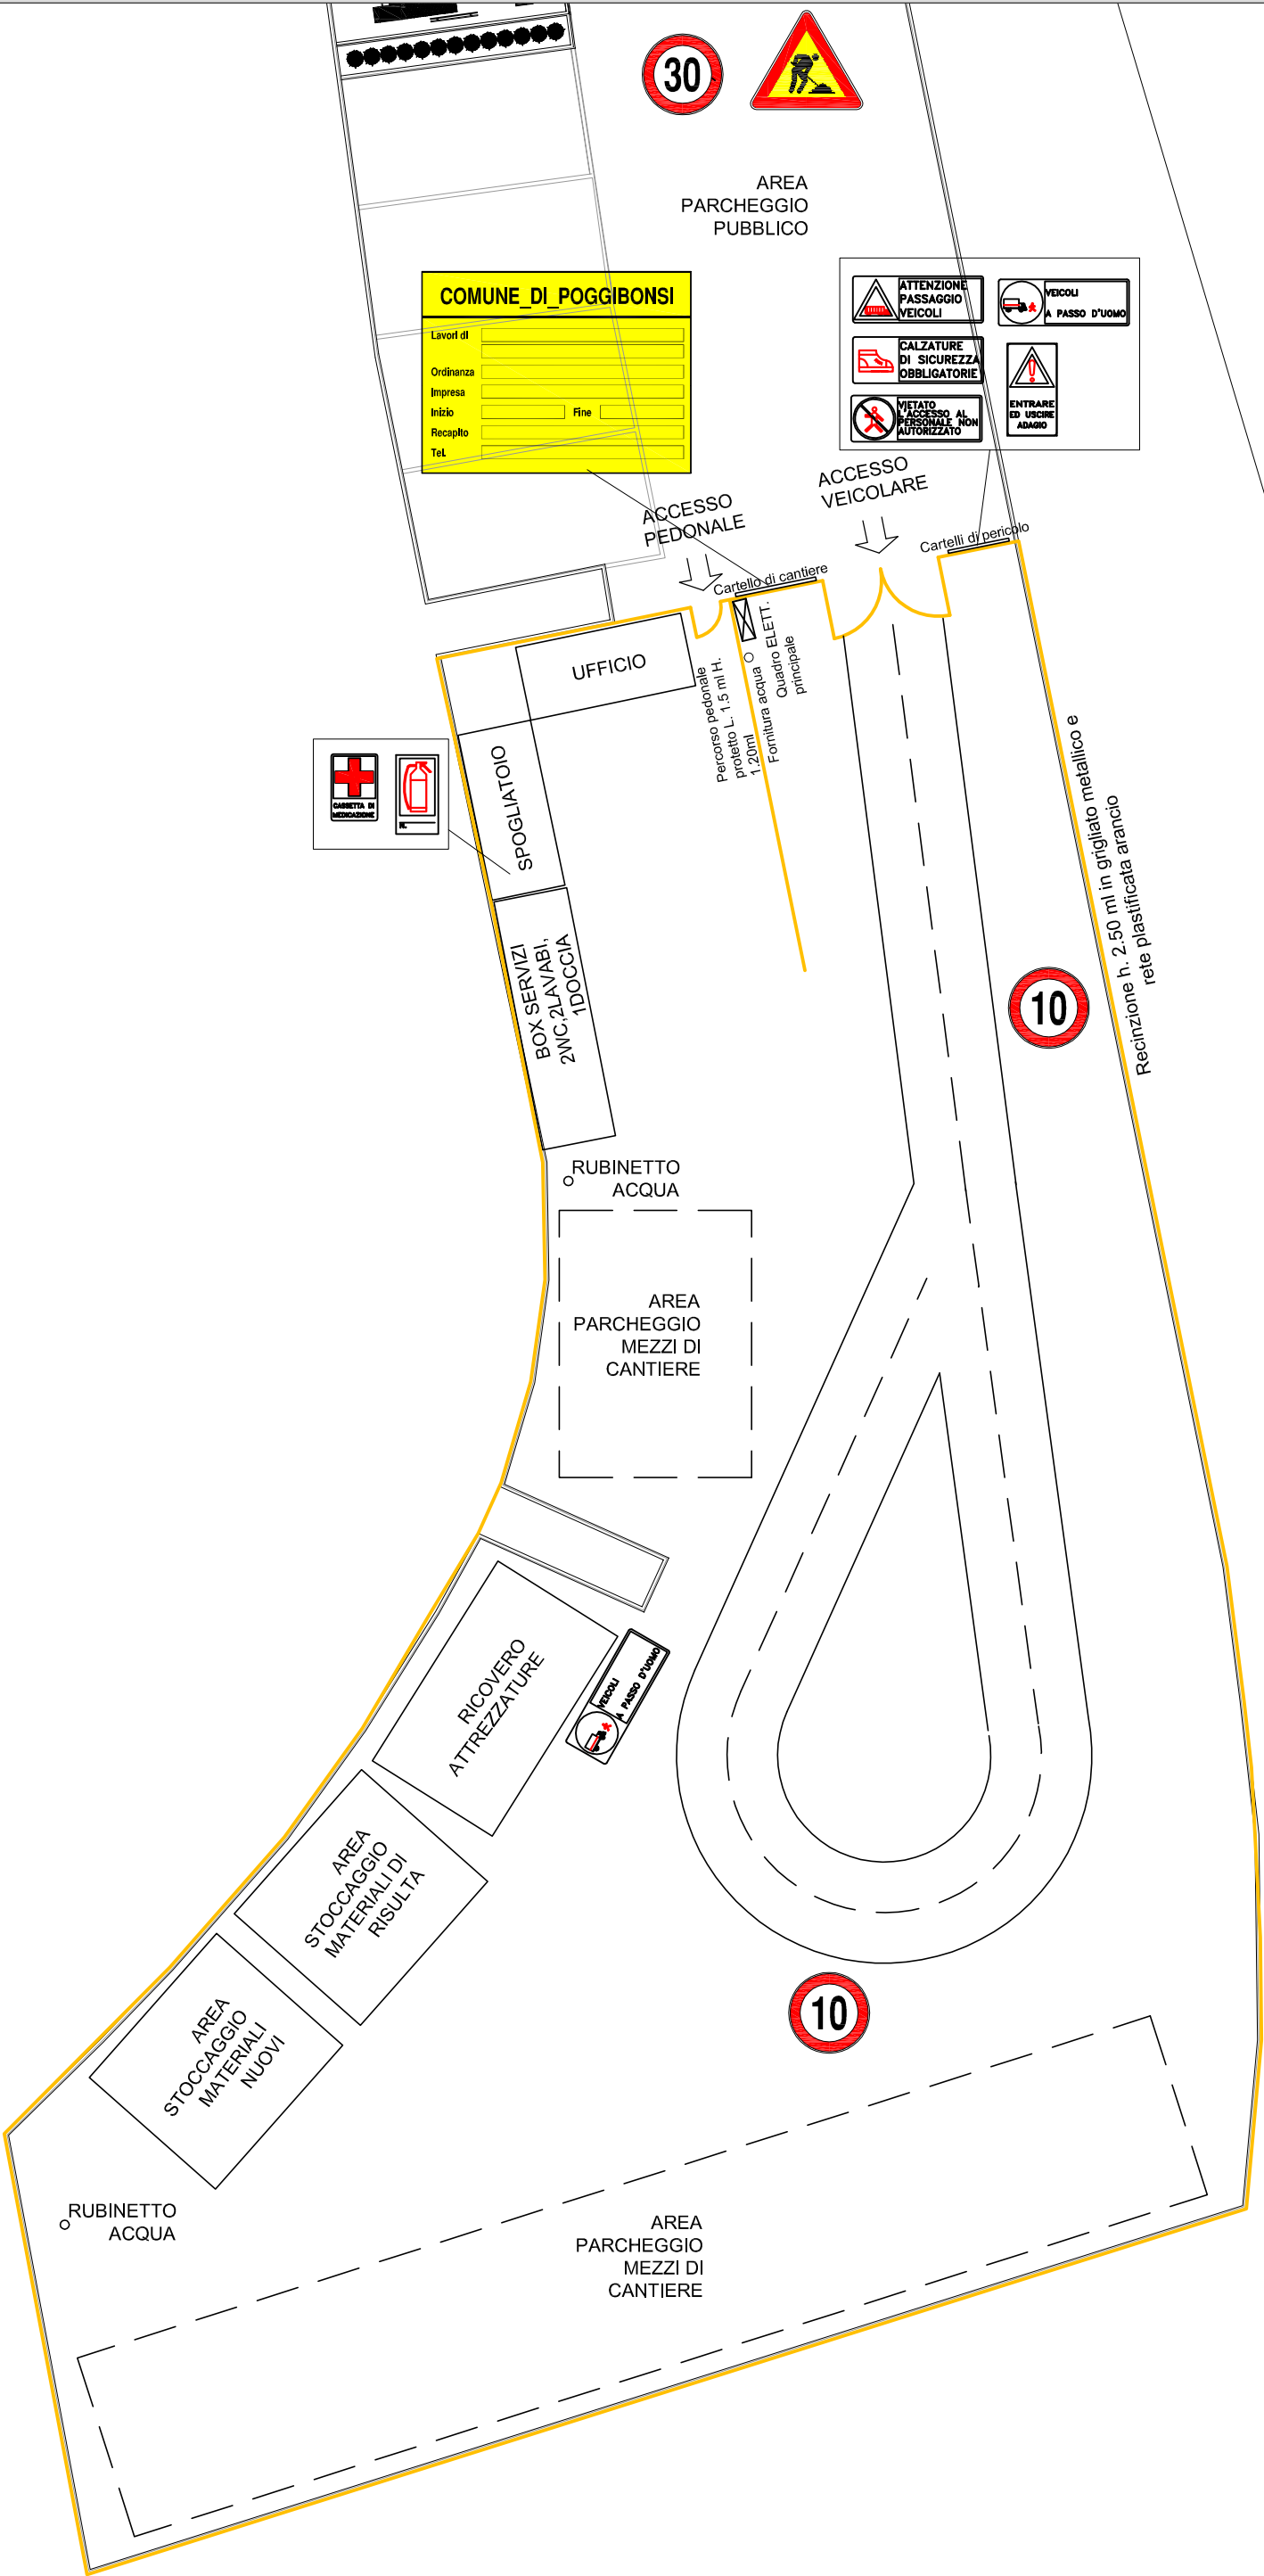 30
AREA
PARCHEGGIO
PUBBLICO
COMUNE_DI_POGGIBONSI
Lavori di
Ordinanza
Impresa
Inizio
Fine
Recapito
Tel.
ATTENZIONE
PASSAGGIO
VEICOLI
VEICOLI
A PASSO D'UOMO
CALZATURE
DI SICUREZZA
OBBLIGATORIE
VIETATO
L'ACCESSO AL
PERSONALE NON
AUTORIZZATO
ENTRARE
ED USCIRE
ADAGIO
ACCESSO
PEDONALE
ACCESSO
VEICOLARE
Cartello di cantiere
Cartelli di pericolo
UFFICIO
Percorso pedonale
protetto L. 1.5 ml H.
1.20ml
Fornitura acqua
Quadro ELETT.
principale
SPOGLIATOIO
CASSETTA DI
MEDICAZIONE
N.
BOX SERVIZI
2WC,2LAVABI,
1DOCCIA
Recinzione h. 2.50 ml in grigliato metallico e
rete plastificata arancio
10
RUBINETTO
ACQUA
AREA
PARCHEGGIO
MEZZI DI
CANTIERE
RICOVERO
ATTREZZATURE
VEICOLI
A PASSO D'UOMO
AREA
STOCCAGGIO
MATERIALI DI
RISULTA
AREA
STOCCAGGIO
MATERIALI
NUOVI
10
RUBINETTO
ACQUA
AREA
PARCHEGGIO
MEZZI DI
CANTIERE